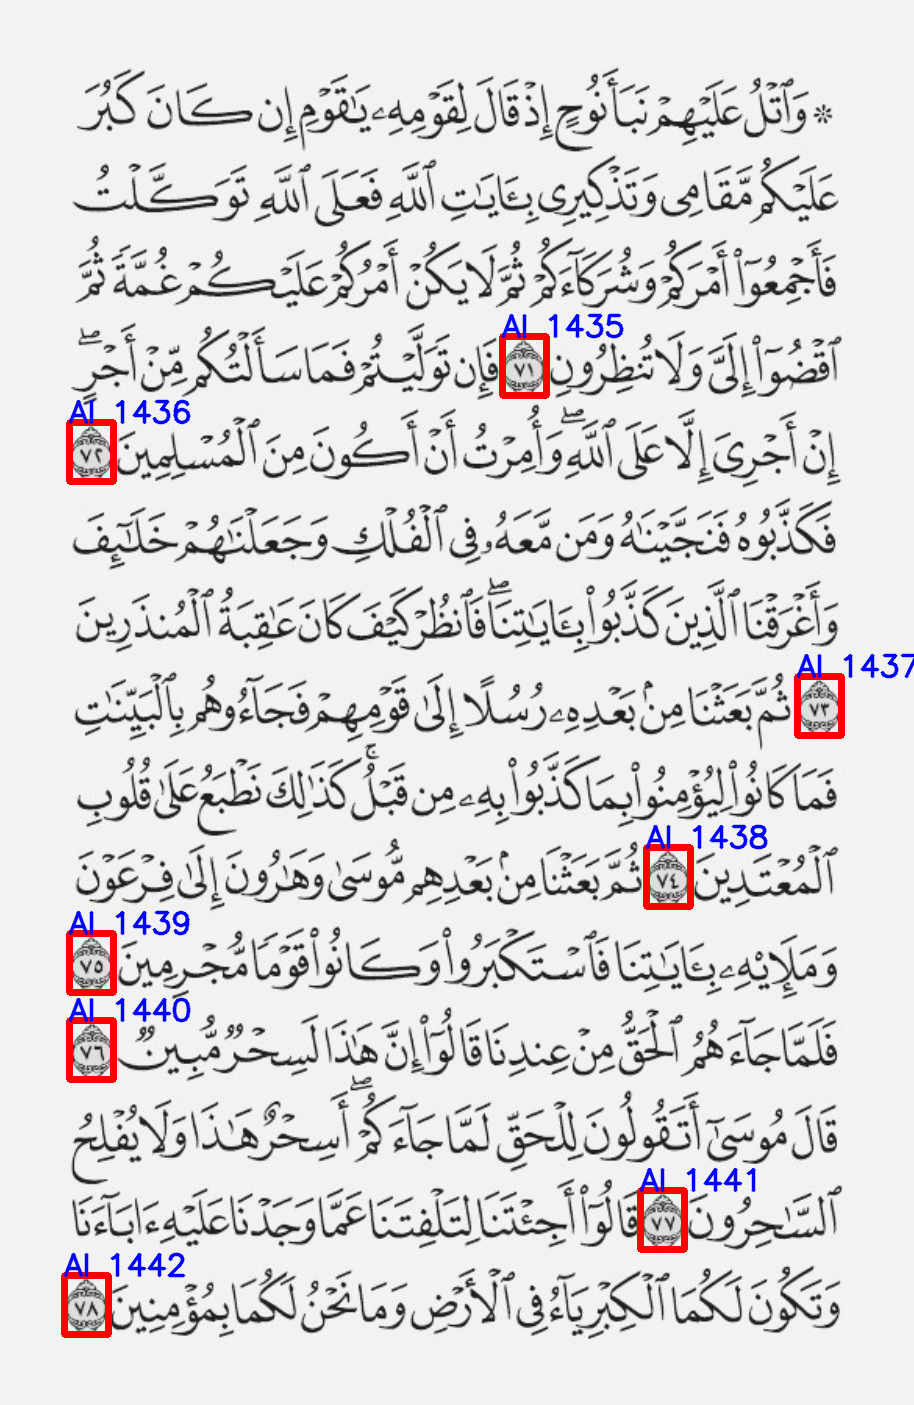 ۞ وَٱتْلُ عَلَيْهِمْ نَبَأَ نُوحٍ إِذْ قَالَ لِقَوْمِهِۦ يَـٰقَوْمِ إِن كَانَ كَبُرَ
عَلَيْكُم مَّقَامِى وَتَذْكِيرِى بِـَٔايَـٰتِ ٱللَّهِ فَعَلَى ٱللَّهِ تَوَكَّلْتُ
فَأَجْمِعُوٓا۟ أَمْرَكُمْ وَشُرَكَآءَكُمْ ثُمَّ لَا يَكُنْ أَمْرُكُمْ عَلَيْكُمْ غُمَّةً ثُمَّ
AI 1435
ٱقْضُوٓا۟ إِلَىَّ وَلَا تُنظِرُونِ ٧١ فَإِن تَوَلَّيْتُمْ فَمَا سَأَلْتُكُم مِّنْ أَجْرٍ ۖ
AI 1436
إِنْ أَجْرِىَ إِلَّا عَلَى ٱللَّهِ ۖ وَأُمِرْتُ أَنْ أَكُونَ مِنَ ٱلْمُسْلِمِينَ ٧٢
فَكَذَّبُوهُ فَنَجَّيْنَـٰهُ وَمَن مَّعَهُۥ فِى ٱلْفُلْكِ وَجَعَلْنَـٰهُمْ خَلَـٰٓئِفَ
وَأَغْرَقْنَا ٱلَّذِينَ كَذَّبُوا۟ بِـَٔايَـٰتِنَا ۖ فَٱنظُرْ كَيْفَ كَانَ عَـٰقِبَةُ ٱلْمُنذَرِينَ
AI 1437
٧٣ ثُمَّ بَعَثْنَا مِنۢ بَعْدِهِۦ رُسُلًا إِلَىٰ قَوْمِهِمْ فَجَآءُوهُم بِٱلْبَيِّنَـٰتِ
فَمَا كَانُوا۟ لِيُؤْمِنُوا۟ بِمَا كَذَّبُوا۟ بِهِۦ مِن قَبْلُ ۚ كَذَٰلِكَ نَطْبَعُ عَلَىٰ قُلُوبِ
AI 1438
ٱلْمُعْتَدِينَ ٧٤ ثُمَّ بَعَثْنَا مِنۢ بَعْدِهِم مُّوسَىٰ وَهَـٰرُونَ إِلَىٰ فِرْعَوْنَ
AI 1439
وَمَلَإِي۟هِۦ بِـَٔايَـٰتِنَا فَٱسْتَكْبَرُوا۟ وَكَانُوا۟ قَوْمًا مُّجْرِمِينَ ٧٥
AI 1440
فَلَمَّا جَآءَهُمُ ٱلْحَقُّ مِنْ عِندِنَا قَالُوٓا۟ إِنَّ هَـٰذَا لَسِحْرٌ مُّبِينٌ ٧٦
قَالَ مُوسَىٰٓ أَتَقُولُونَ لِلْحَقِّ لَمَّا جَآءَكُمْ ۖ أَسِحْرٌ هَـٰذَا وَلَا يُفْلِحُ
AI 1441
ٱلسَّـٰحِرُونَ ٧٧ قَالُوٓا۟ أَجِئْتَنَا لِتَلْفِتَنَا عَمَّا وَجَدْنَا عَلَيْهِ ءَابَآءَنَا
AI 1442
وَتَكُونَ لَكُمَا ٱلْكِبْرِيَآءُ فِى ٱلْأَرْضِ وَمَا نَحْنُ لَكُمَا بِمُؤْمِنِينَ ٧٨